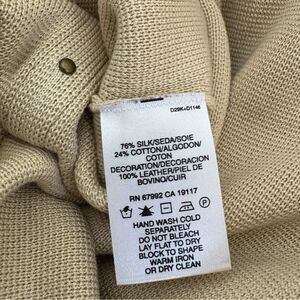 D29K+D1146
76% SILK/SEDA/SOIE
24% COTTON/ALGODON/
COTON
DECORATION/DECORACION
100% LEATHER/PIEL DE
BOVINO/CUIR
RN 67992 CA 19117
P
HAND WASH COLD
SEPARATELY
DO NOT BLEACH
LAY FLAT TO DRY
BLOCK TO SHAPE
WARM IRON
OR DRY CLEAN